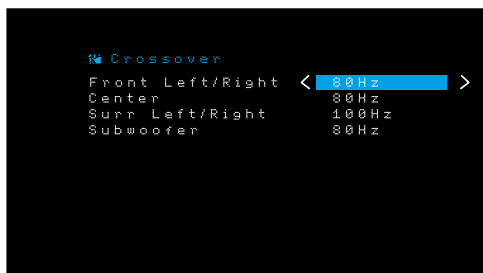 Crossover
Front Left/Right < 80Hz >
Center 80Hz
Surr Left/Right 100Hz
Subwoofer 80Hz